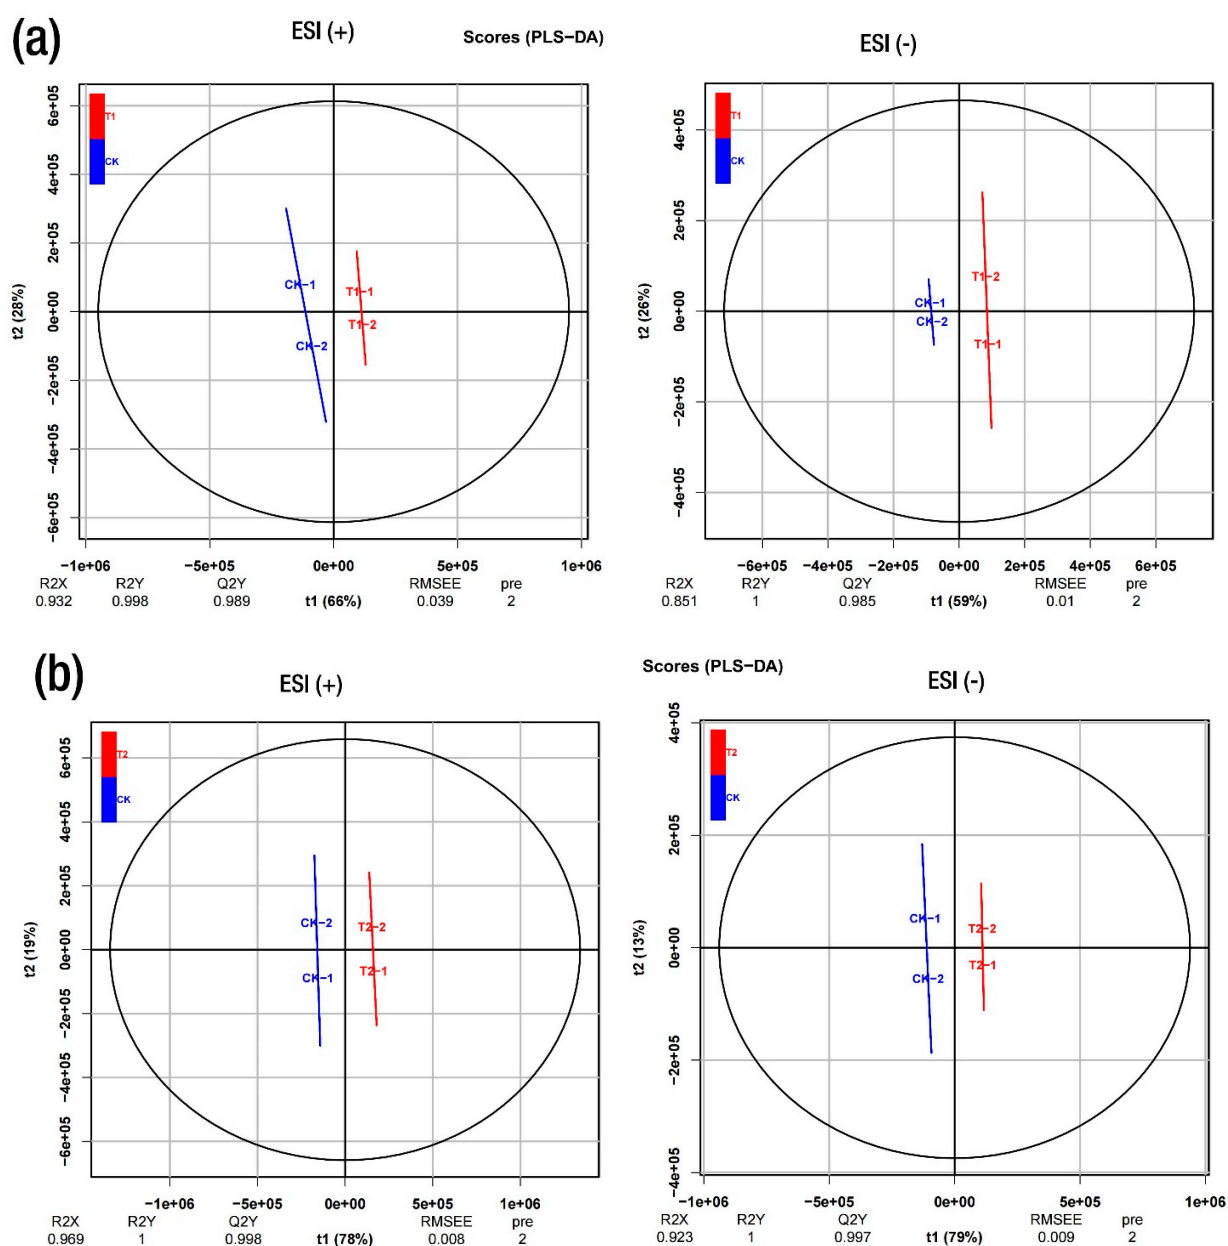 (a)
ESI (+)
Scores (PLS−DA)
ESI (-)
T1
CK
6e+05
4e+05
2e+05
0e+00
−2e+05
−4e+05
−6e+05
t2 (28%)
CK−1
CK−2
T1−1
T1−2
−1e+06 −5e+05 0e+00 5e+05 1e+06
R2X R2Y Q2Y RMSEE pre
0.932 0.998 0.989 t1 (66%) 0.039 2
T1
CK
4e+05
2e+05
0e+00
−2e+05
−4e+05
t2 (26%)
CK−1
CK−2
T1−2
T1−1
−6e+05 −4e+05 −2e+05 0e+00 2e+05 4e+05 6e+05
R2X R2Y Q2Y RMSEE pre
0.851 1 0.985 t1 (59%) 0.01 2
(b)
ESI (+)
Scores (PLS−DA)
ESI (-)
T2
CK
6e+05
4e+05
2e+05
0e+00
−2e+05
−4e+05
−6e+05
t2 (19%)
CK−2
CK−1
T2−2
T2−1
−1e+06 −5e+05 0e+00 5e+05 1e+06
R2X R2Y Q2Y RMSEE pre
0.969 1 0.998 t1 (78%) 0.008 2
T2
CK
4e+05
2e+05
0e+00
−2e+05
−4e+05
t2 (13%)
CK−1
CK−2
T2−2
T2−1
−1e+06 −5e+05 0e+00 5e+05 1e+06
R2X R2Y Q2Y RMSEE pre
0.923 1 0.997 t1 (79%) 0.009 2